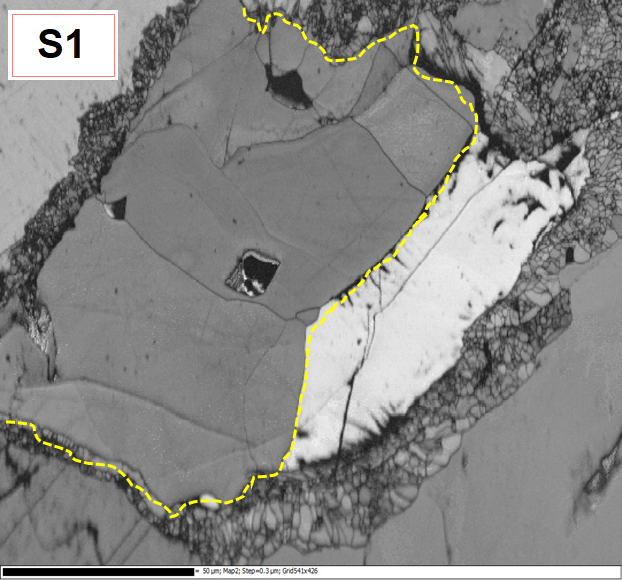 S1
= 50 µm; Map2; Step=0.3 µm; Grid541x426